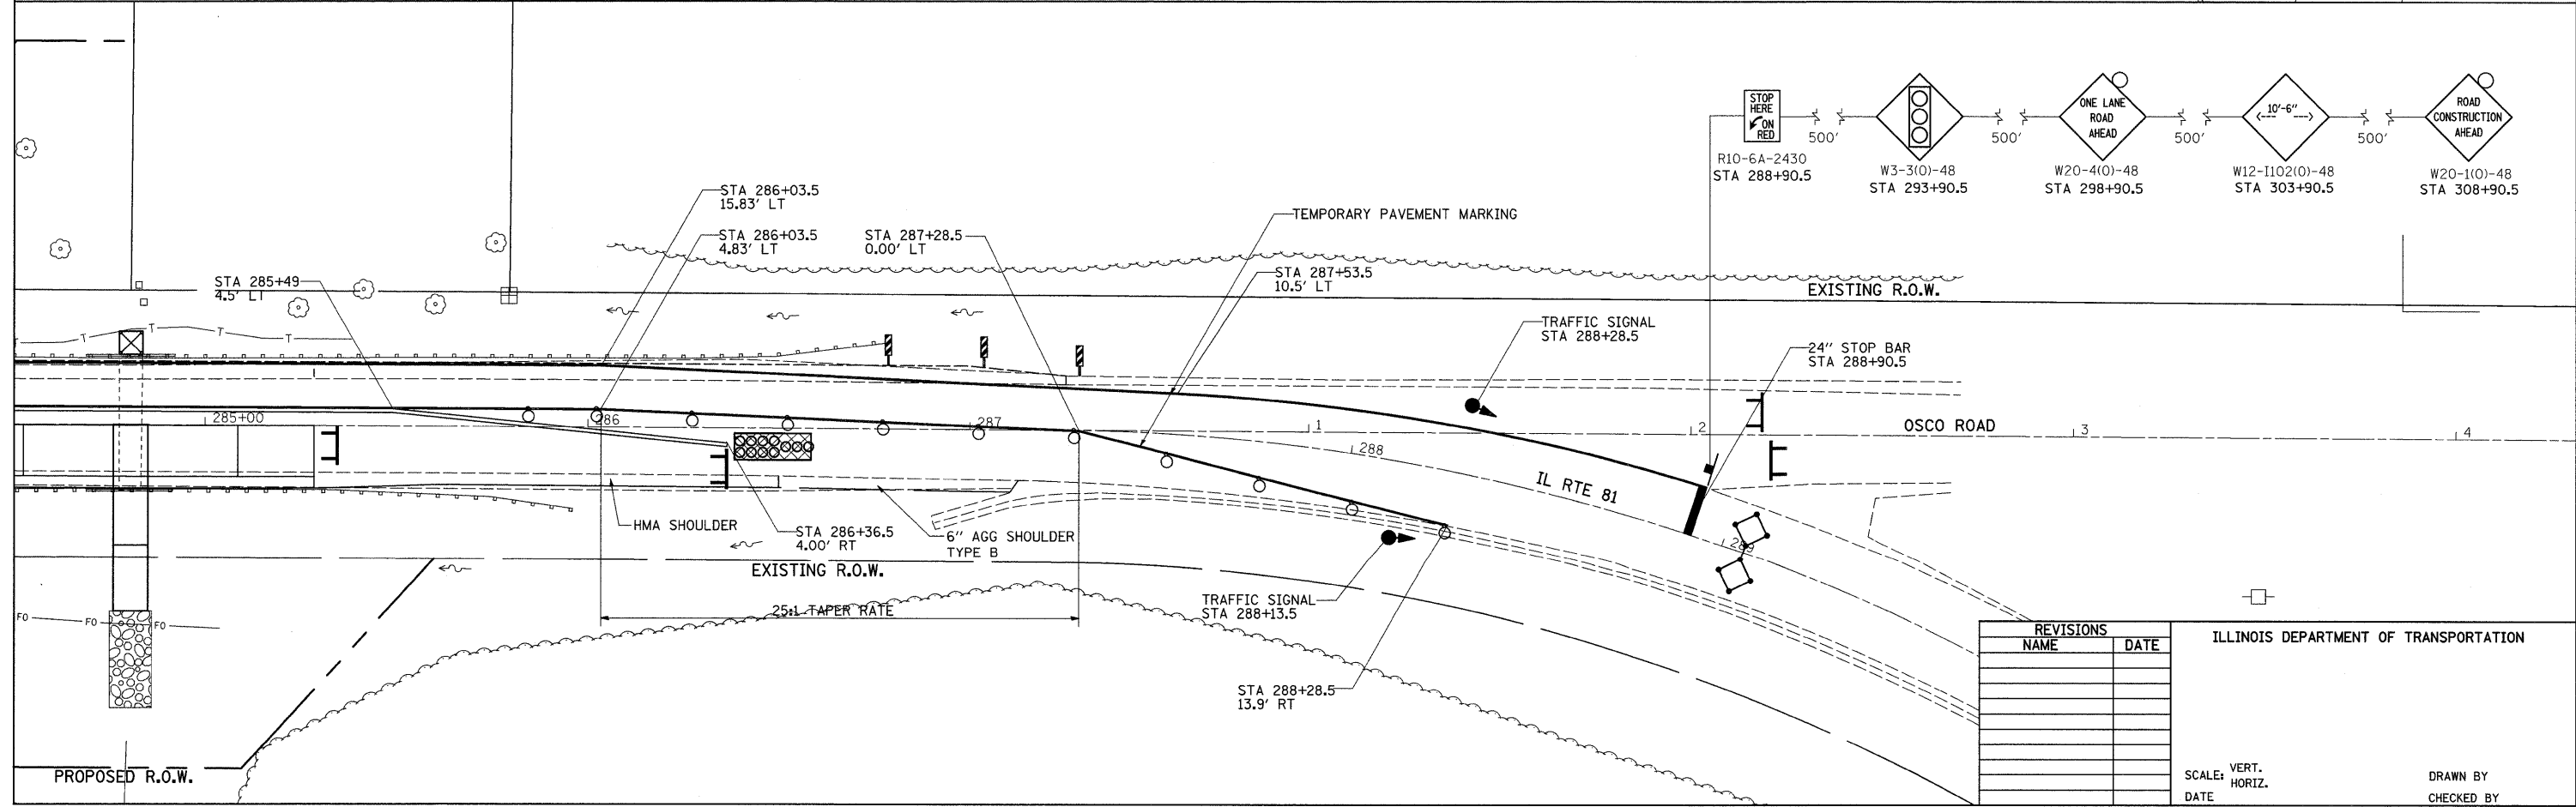 STOP
HERE
ON
RED
ONE LANE
ROAD
AHEAD
10'-6"
ROAD
CONSTRUCTION
AHEAD
500'
500'
500'
500'
R10-6A-2430
STA 288+90.5
W3-3(O)-48
STA 293+90.5
W20-4(O)-48
STA 298+90.5
W12-I102(O)-48
STA 303+90.5
W20-1(O)-48
STA 308+90.5
STA 286+03.5
15.83' LT
STA 286+03.5
4.83' LT
STA 287+28.5
0.00' LT
TEMPORARY PAVEMENT MARKING
STA 287+53.5
10.5' LT
STA 285+49
4.5' LT
EXISTING R.O.W.
T
T
T
T
TRAFFIC SIGNAL
STA 288+28.5
24" STOP BAR
STA 288+90.5
285+00
286
287
1
288
2
OSCO ROAD
3
4
IL RTE 81
289
HMA SHOULDER
STA 286+36.5
4.00' RT
6" AGG SHOULDER
TYPE B
EXISTING R.O.W.
25:1 TAPER RATE
TRAFFIC SIGNAL
STA 288+13.5
FO
FO
FO
STA 288+28.5
13.9' RT
PROPOSED R.O.W.
REVISIONS
NAME DATE
ILLINOIS DEPARTMENT OF TRANSPORTATION
SCALE: VERT.
HORIZ.
DATE
DRAWN BY
CHECKED BY